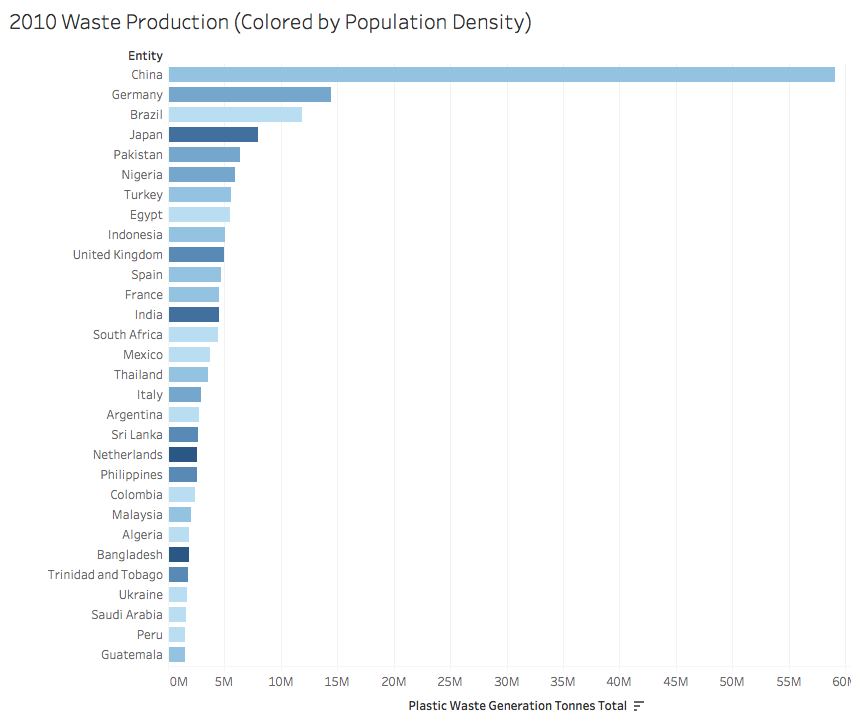 2010 Waste Production (Colored by Population Density)
Entity
China
Germany
Brazil
Japan
Pakistan
Nigeria
Turkey
Egypt
Indonesia
United Kingdom
Spain
France
India
South Africa
Mexico
Thailand
Italy
Argentina
Sri Lanka
Netherlands
Philippines
Colombia
Malaysia
Algeria
Bangladesh
Trinidad and Tobago
Ukraine
Saudi Arabia
Peru
Guatemala
0M 5M 10M 15M 20M 25M 30M 35M 40M 45M 50M 55M 60
Plastic Waste Generation Tonnes Total